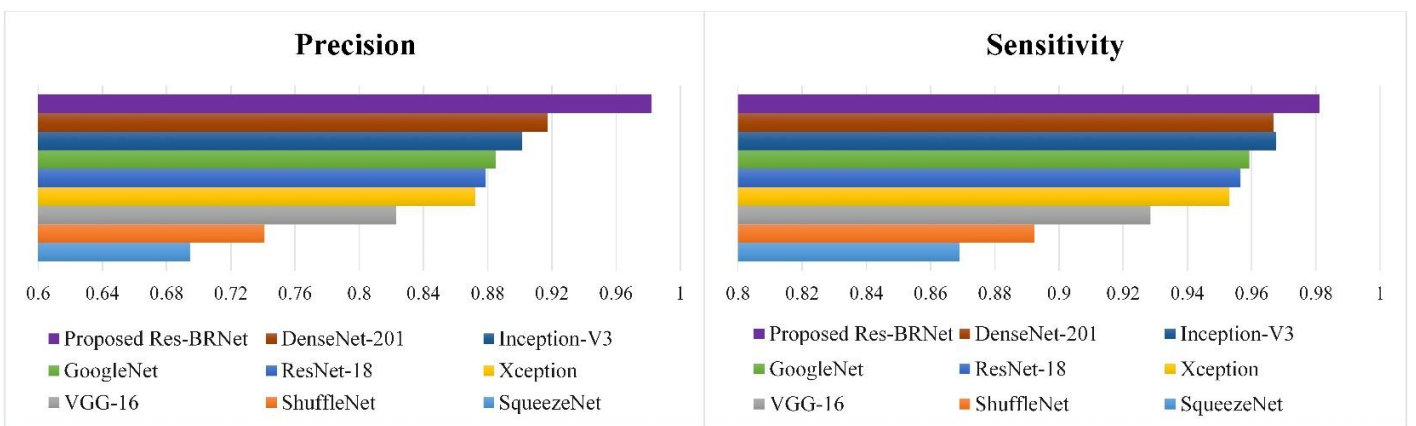 Precision
0.6 0.64 0.68 0.72 0.76 0.8 0.84 0.88 0.92 0.96 1
Proposed Res-BRNet DenseNet-201 Inception-V3
GoogleNet ResNet-18 Xception
VGG-16 ShuffleNet SqueezeNet
Sensitivity
0.8 0.82 0.84 0.86 0.88 0.9 0.92 0.94 0.96 0.98 1
Proposed Res-BRNet DenseNet-201 Inception-V3
GoogleNet ResNet-18 Xception
VGG-16 ShuffleNet SqueezeNet